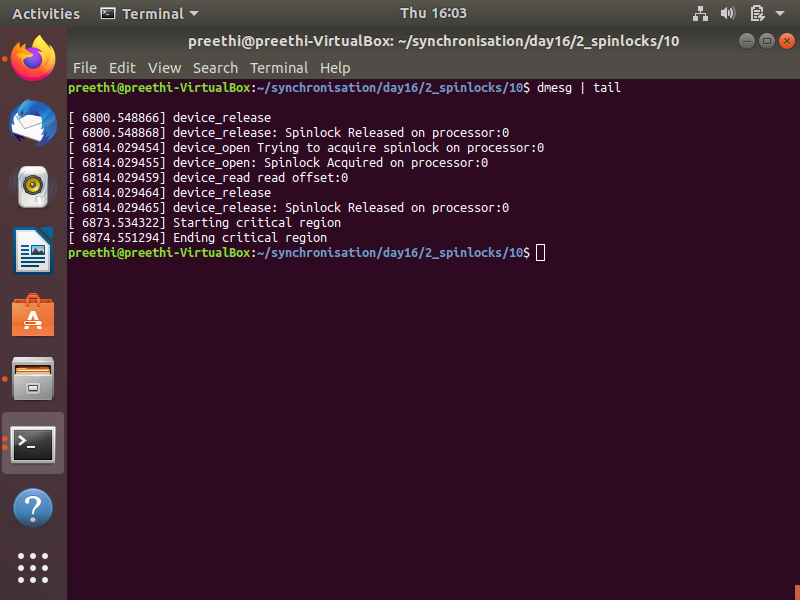 Activities Terminal Thu 16:03
preethi@preethi-VirtualBox: ~/synchronisation/day16/2_spinlocks/10
File Edit View Search Terminal Help
preethi@preethi-VirtualBox:~/synchronisation/day16/2_spinlocks/10$ dmesg | tail
[ 6800.548866] device_release
[ 6800.548868] device_release: Spinlock Released on processor:0
[ 6814.029454] device_open Trying to acquire spinlock on processor:0
[ 6814.029455] device_open: Spinlock Acquired on processor:0
[ 6814.029459] device_read read offset:0
[ 6814.029464] device_release
[ 6814.029465] device_release: Spinlock Released on processor:0
[ 6873.534322] Starting critical region
[ 6874.551294] Ending critical region
preethi@preethi-VirtualBox:~/synchronisation/day16/2_spinlocks/10$